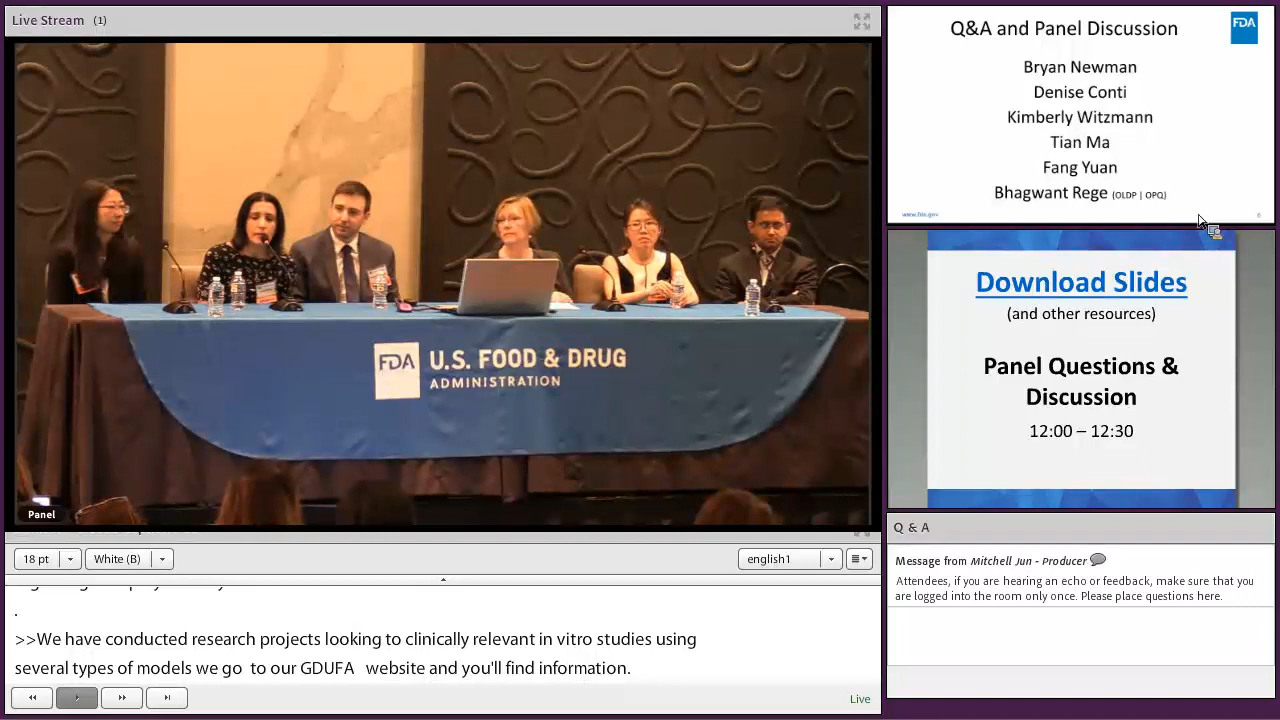 Live Stream (1)
FDA
U.S. FOOD & DRUG
ADMINISTRATION
Panel
18 pt
White (B)
english1
.
>>We have conducted research projects looking to clinically relevant in vitro studies using
several types of models we go to our GDUFA website and you'll find information.
Live
Q&A and Panel Discussion
FDA
Bryan Newman
Denise Conti
Kimberly Witzmann
Tian Ma
Fang Yuan
Bhagwant Rege (OLDP | OPQ)
www.fda.gov
6
Download Slides
(and other resources)
Panel Questions &
Discussion
12:00 – 12:30
Q & A
Message from Mitchell Jun - Producer
Attendees, if you are hearing an echo or feedback, make sure that you
are logged into the room only once. Please place questions here.